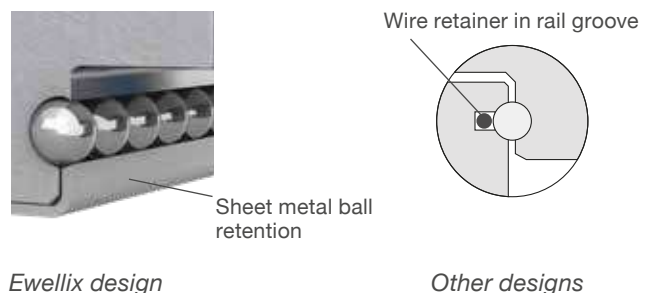 Wire retainer in rail groove
Sheet metal ball
retention
Ewellix design
Other designs